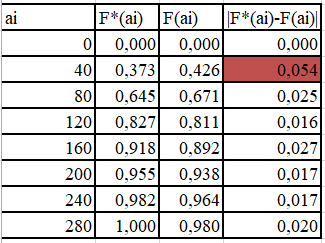 ai F*(ai) F(ai) |F*(ai)-F(ai)|
0 0,000 0,000 0,000
40 0,373 0,426 0,054
80 0,645 0,671 0,025
120 0,827 0,811 0,016
160 0,918 0,892 0,027
200 0,955 0,938 0,017
240 0,982 0,964 0,017
280 1,000 0,980 0,020